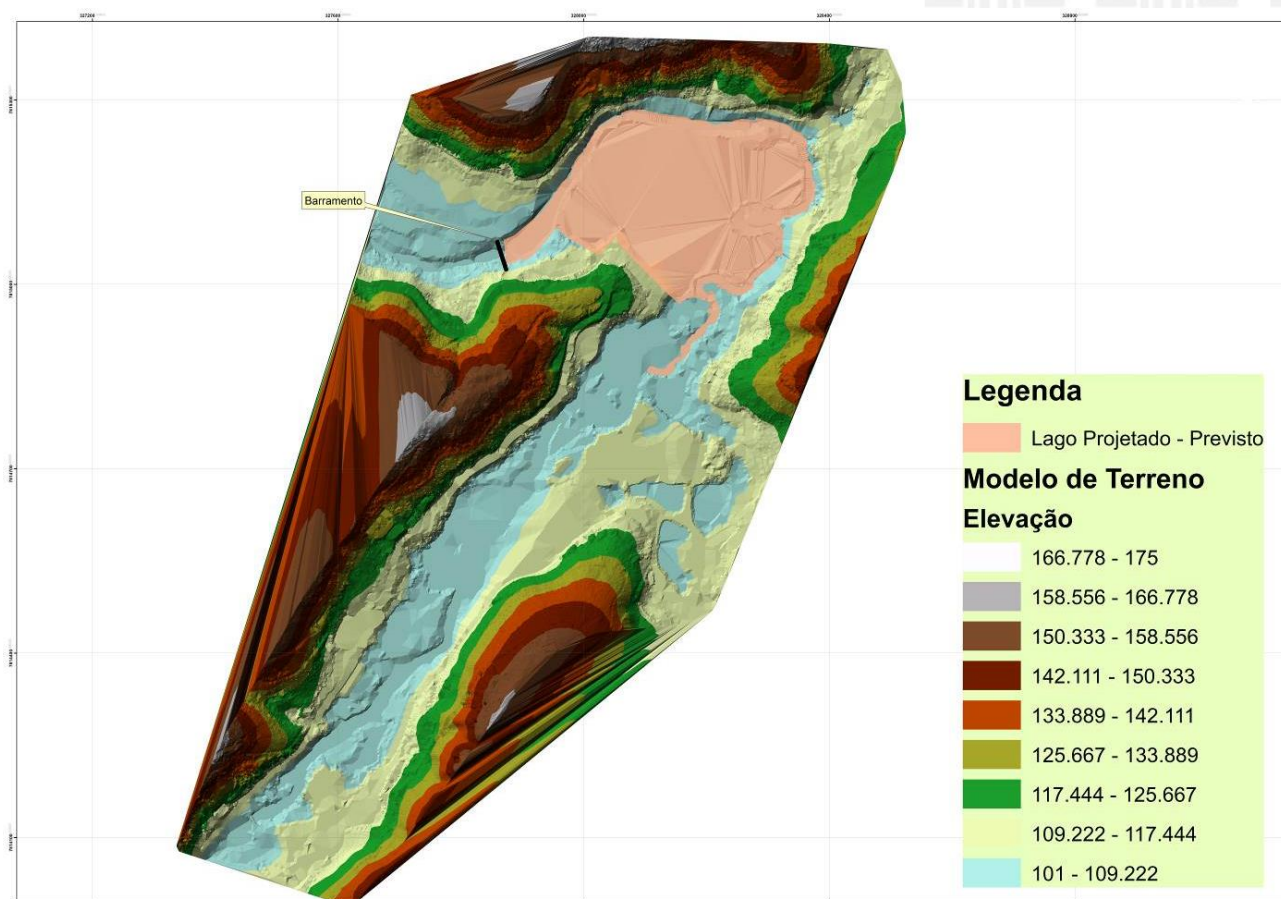 Barramento
Legenda
Lago Projetado - Previsto
Modelo de Terreno
Elevação
166.778 - 175
158.556 - 166.778
150.333 - 158.556
142.111 - 150.333
133.889 - 142.111
125.667 - 133.889
117.444 - 125.667
109.222 - 117.444
101 - 109.222